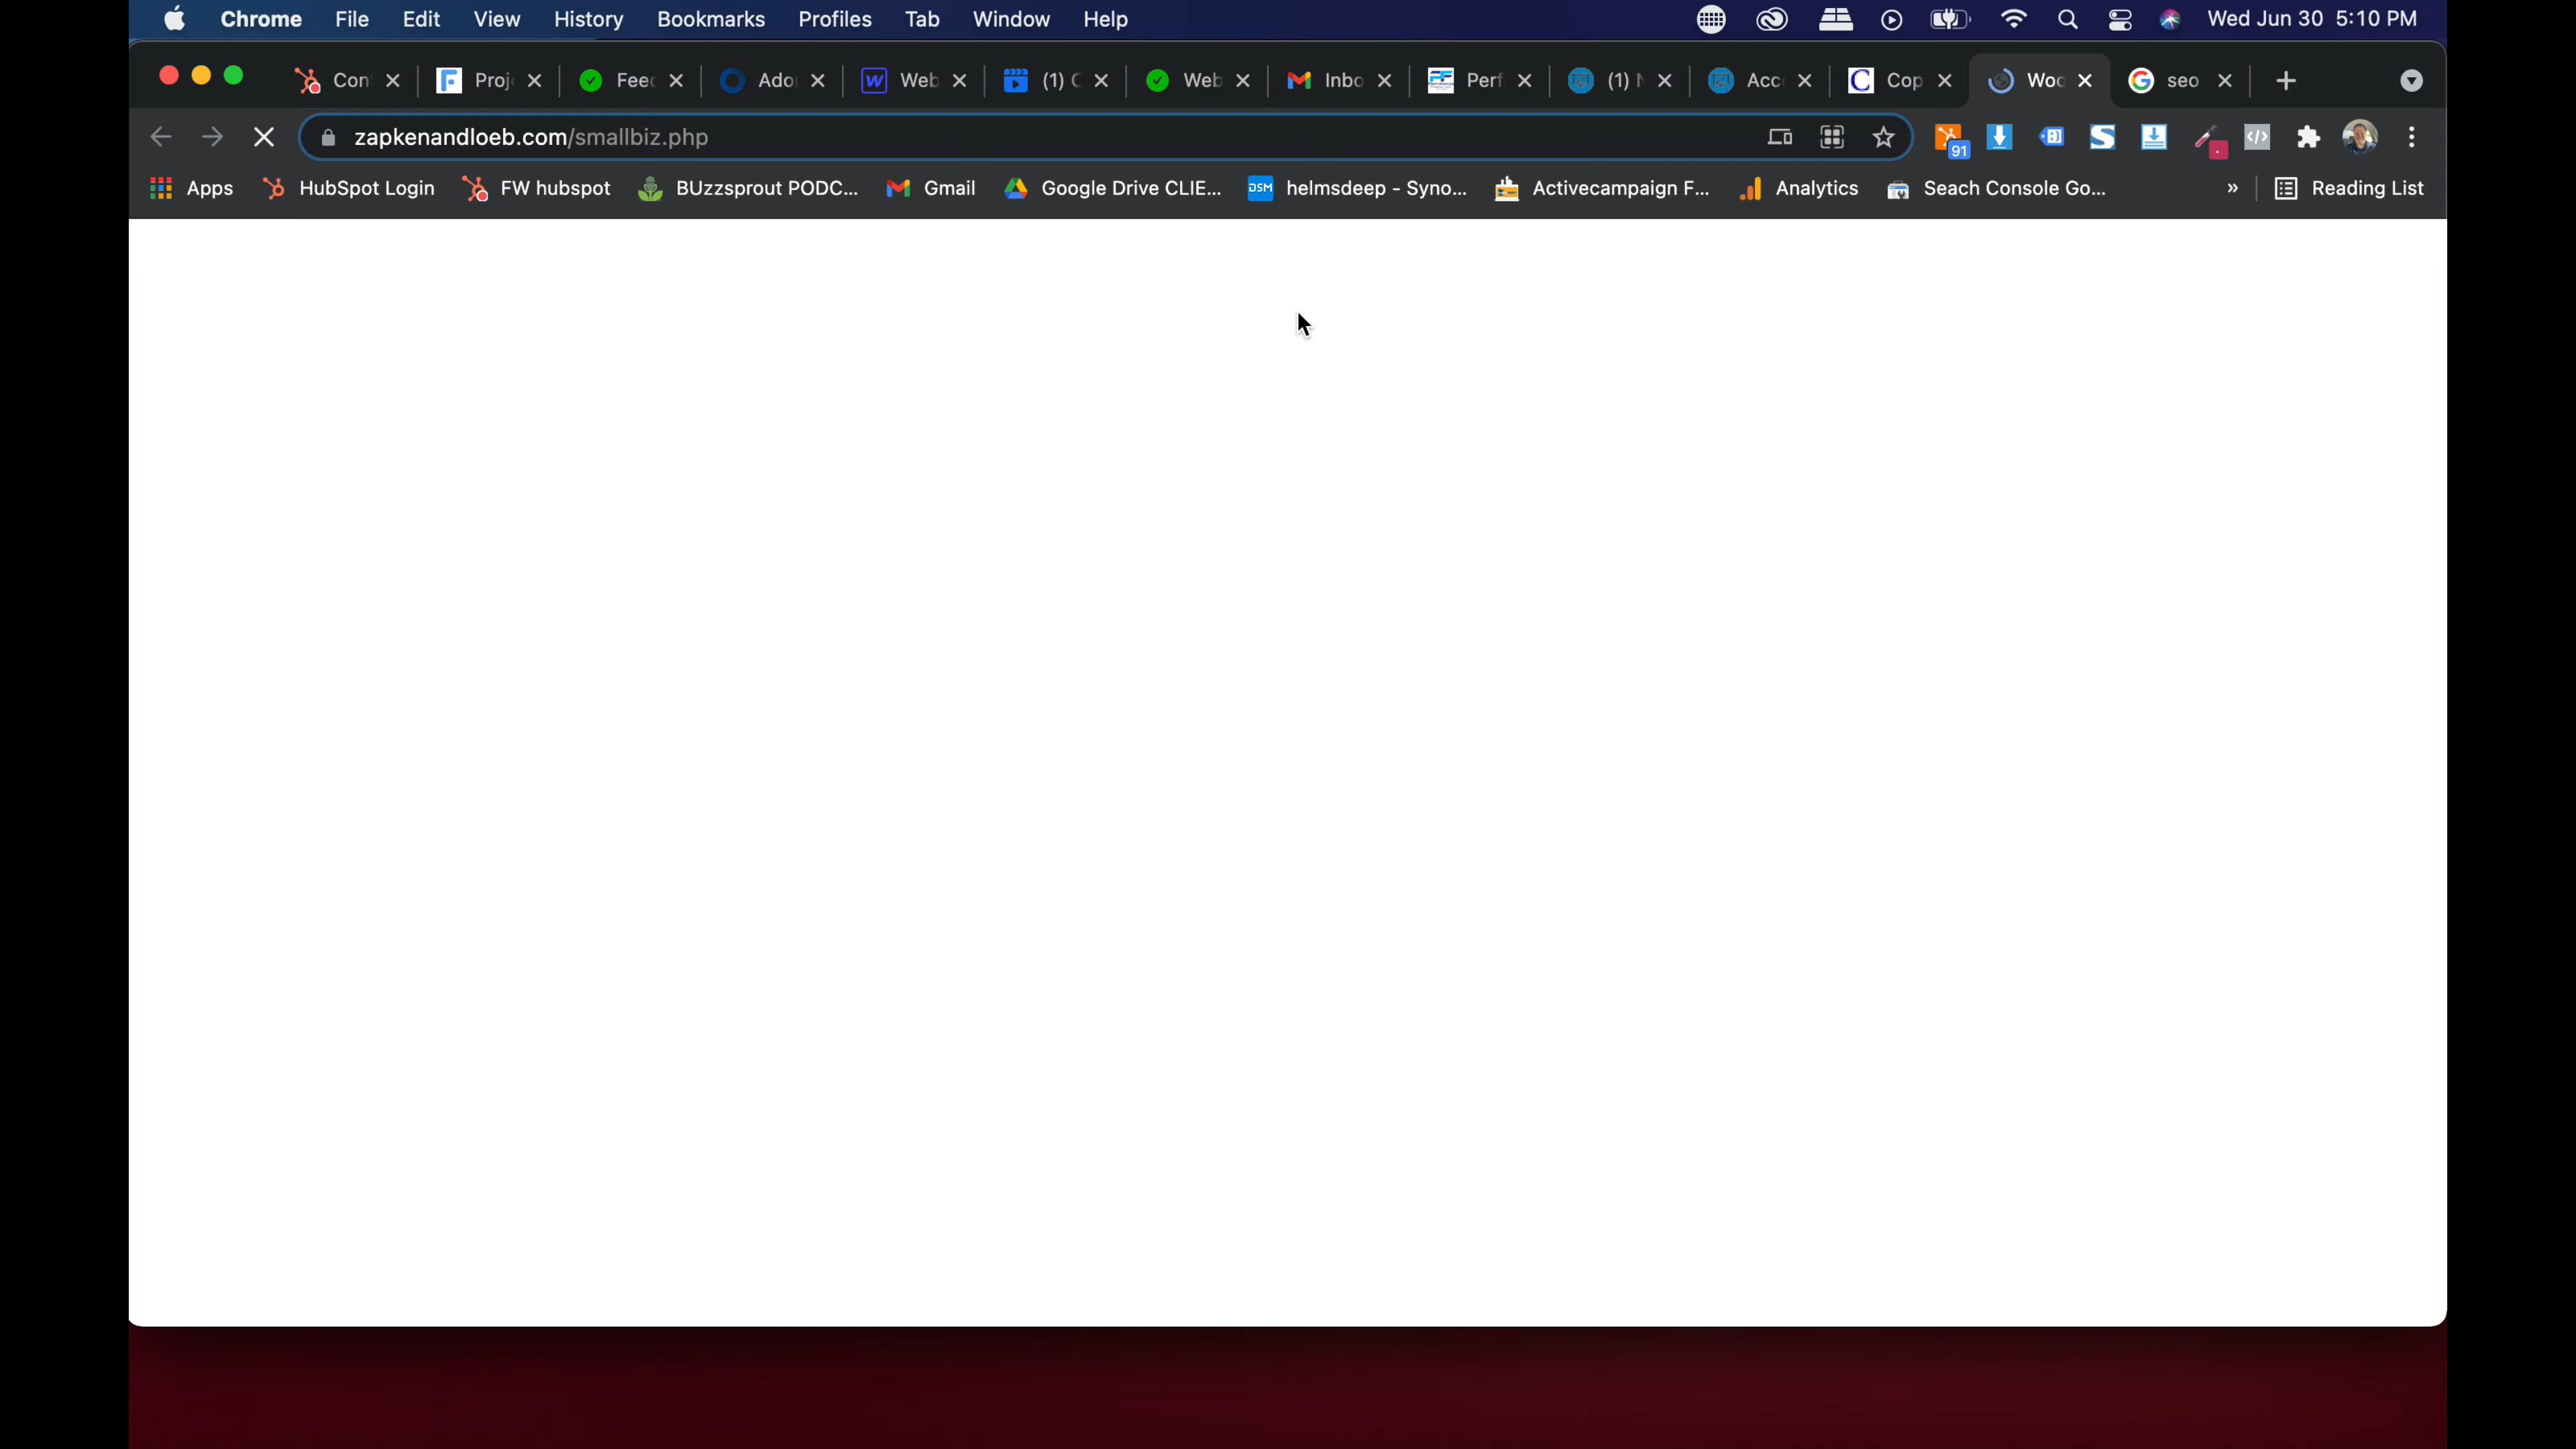 Chrome File Edit View History Bookmarks Profiles Tab Window Help Wed Jun 30 5:10 PM
Con Proj Feed Ado Web (1) C Web Inbo Perf (1) N Acc Cop Woo seo
zapkenandloeb.com/smallbiz.php 91
Apps HubSpot Login FW hubspot BUzzsprout PODC... Gmail Google Drive CLIE... DSM helmsdeep - Syno... Activecampaign F... Analytics Seach Console Go... » Reading List